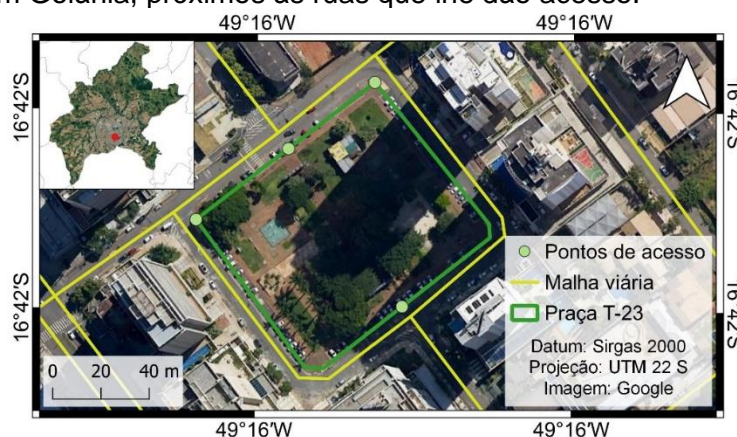 em Goiânia, próximos às ruas que lhe dão acesso.
49°16'W 49°16'W
16°42'S
16°42'S
16°42'S
16°42'S
Pontos de acesso
Malha viária
Praça T-23
Datum: Sirgas 2000
Projeção: UTM 22 S
Imagem: Google
0 20 40 m
49°16'W 49°16'W